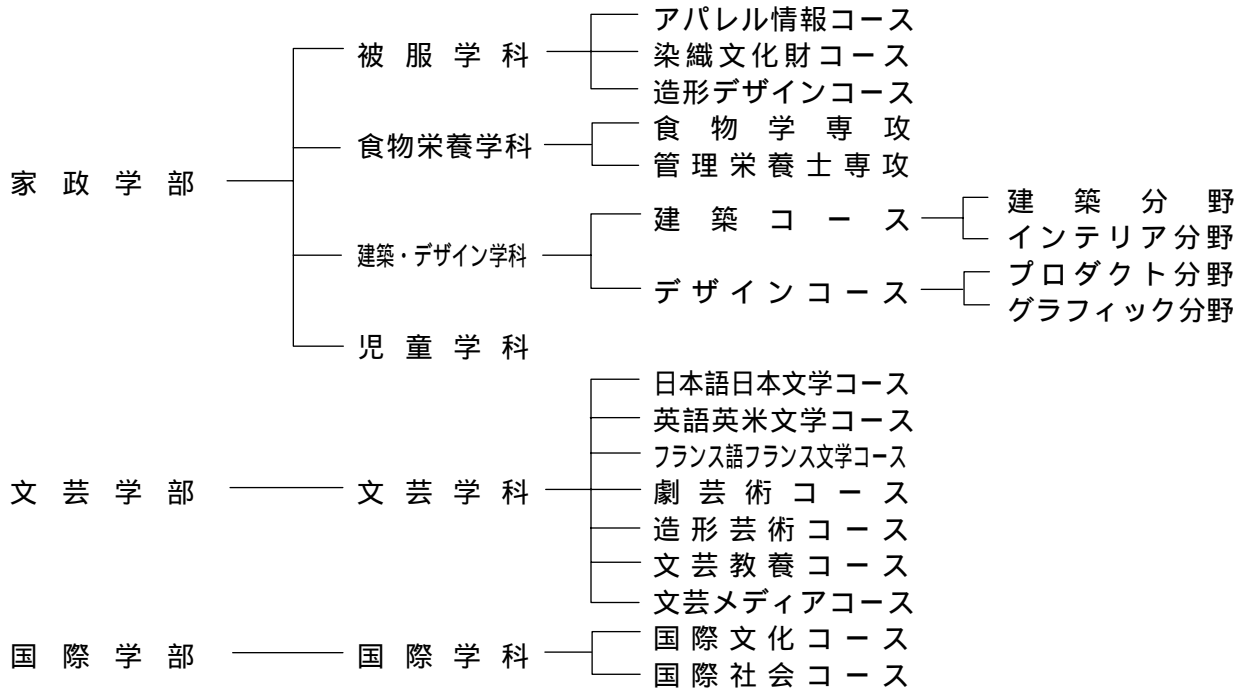 家政学部
被服学科
アパレル情報コース
染織文化財コース
造形デザインコース
食物栄養学科
食物学専攻
管理栄養士専攻
建築・デザイン学科
建築コース
建築分野
インテリア分野
デザインコース
プロダクト分野
グラフィック分野
児童学科
文芸学部
文芸学科
日本語日本文学コース
英語英米文学コース
フランス語フランス文学コース
劇芸術コース
造形芸術コース
文芸教養コース
文芸メディアコース
国際学部
国際学科
国際文化コース
国際社会コース